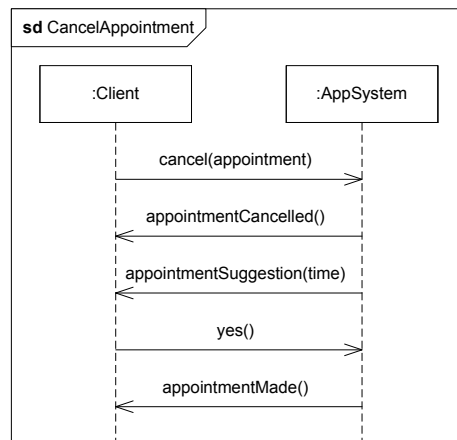 sd CancelAppointment
:Client
:AppSystem
cancel(appointment)
appointmentCancelled()
appointmentSuggestion(time)
yes()
appointmentMade()